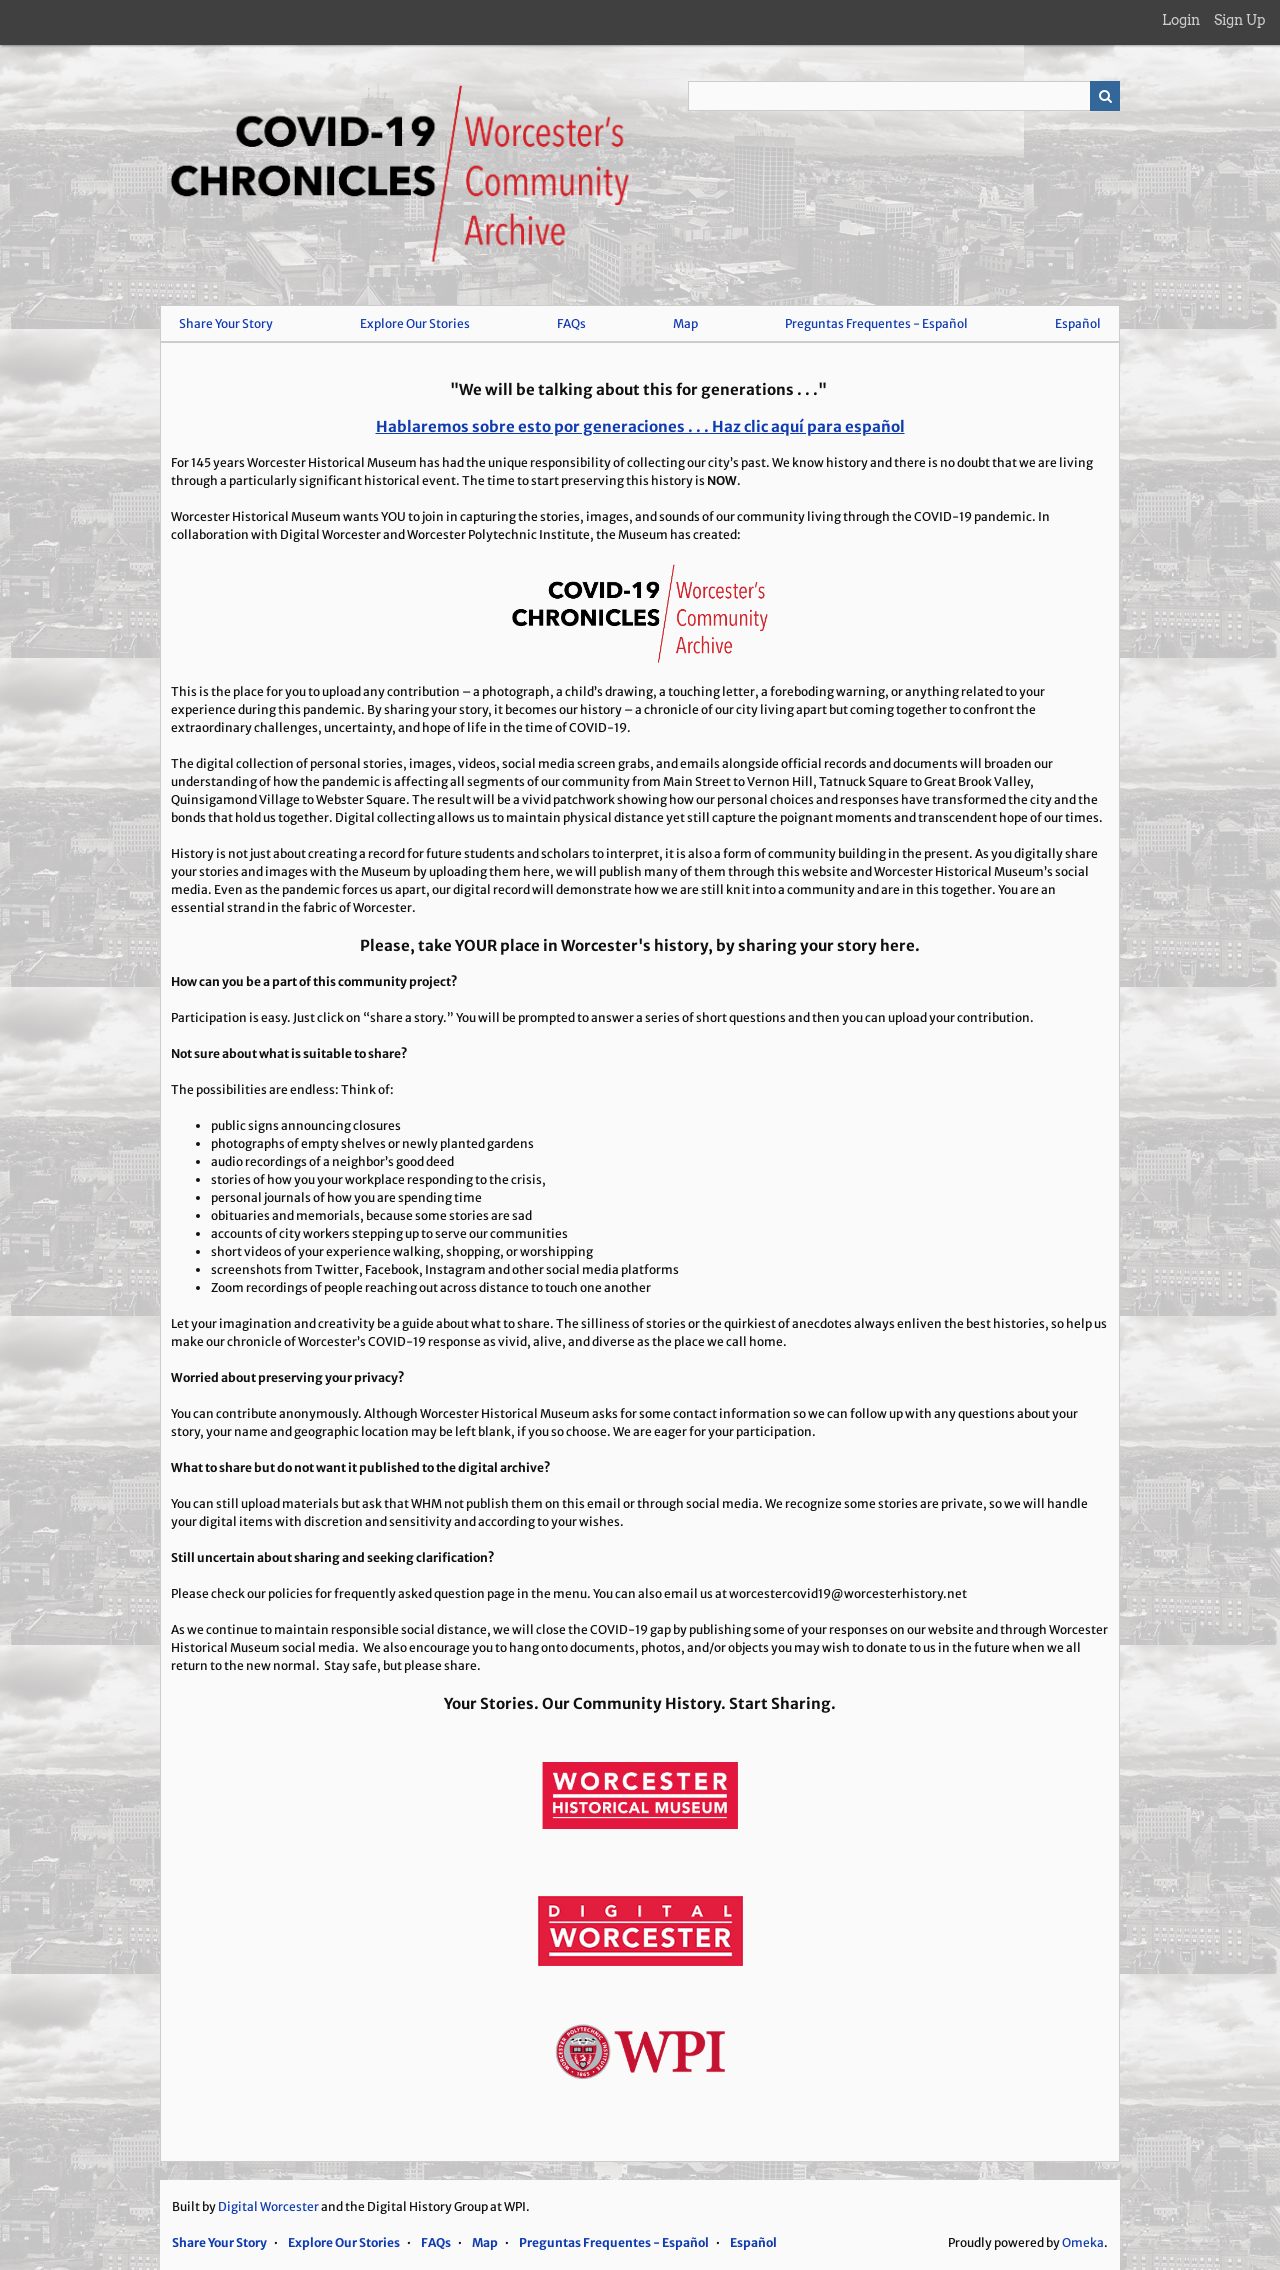 Login Sign Up
COVID-19 CHRONICLES
Worcester's
Community
Archive
Share Your Story Explore Our Stories FAQs Map Preguntas Frequentes - Español Español
"We will be talking about this for generations . . ."
Hablaremos sobre esto por generaciones . . . Haz clic aquí para español
For 145 years Worcester Historical Museum has had the unique responsibility of collecting our city’s past. We know history and there is no doubt that we are living
through a particularly significant historical event. The time to start preserving this history is NOW.
Worcester Historical Museum wants YOU to join in capturing the stories, images, and sounds of our community living through the COVID-19 pandemic. In
collaboration with Digital Worcester and Worcester Polytechnic Institute, the Museum has created:
COVID-19 CHRONICLES
Worcester's
Community
Archive
This is the place for you to upload any contribution – a photograph, a child’s drawing, a touching letter, a foreboding warning, or anything related to your
experience during this pandemic. By sharing your story, it becomes our history – a chronicle of our city living apart but coming together to confront the
extraordinary challenges, uncertainty, and hope of life in the time of COVID-19.
The digital collection of personal stories, images, videos, social media screen grabs, and emails alongside official records and documents will broaden our
understanding of how the pandemic is affecting all segments of our community from Main Street to Vernon Hill, Tatnuck Square to Great Brook Valley,
Quinsigamond Village to Webster Square. The result will be a vivid patchwork showing how our personal choices and responses have transformed the city and the
bonds that hold us together. Digital collecting allows us to maintain physical distance yet still capture the poignant moments and transcendent hope of our times.
History is not just about creating a record for future students and scholars to interpret, it is also a form of community building in the present. As you digitally share
your stories and images with the Museum by uploading them here, we will publish many of them through this website and Worcester Historical Museum’s social
media. Even as the pandemic forces us apart, our digital record will demonstrate how we are still knit into a community and are in this together. You are an
essential strand in the fabric of Worcester.
Please, take YOUR place in Worcester's history, by sharing your story here.
How can you be a part of this community project?
Participation is easy. Just click on “share a story.” You will be prompted to answer a series of short questions and then you can upload your contribution.
Not sure about what is suitable to share?
The possibilities are endless: Think of:
• public signs announcing closures
• photographs of empty shelves or newly planted gardens
• audio recordings of a neighbor’s good deed
• stories of how you your workplace responding to the crisis,
• personal journals of how you are spending time
• obituaries and memorials, because some stories are sad
• accounts of city workers stepping up to serve our communities
• short videos of your experience walking, shopping, or worshipping
• screenshots from Twitter, Facebook, Instagram and other social media platforms
• Zoom recordings of people reaching out across distance to touch one another
Let your imagination and creativity be a guide about what to share. The silliness of stories or the quirkiest of anecdotes always enliven the best histories, so help us
make our chronicle of Worcester’s COVID-19 response as vivid, alive, and diverse as the place we call home.
Worried about preserving your privacy?
You can contribute anonymously. Although Worcester Historical Museum asks for some contact information so we can follow up with any questions about your
story, your name and geographic location may be left blank, if you so choose. We are eager for your participation.
What to share but do not want it published to the digital archive?
You can still upload materials but ask that WHM not publish them on this email or through social media. We recognize some stories are private, so we will handle
your digital items with discretion and sensitivity and according to your wishes.
Still uncertain about sharing and seeking clarification?
Please check our policies for frequently asked question page in the menu. You can also email us at worcestercovid19@worcesterhistory.net
As we continue to maintain responsible social distance, we will close the COVID-19 gap by publishing some of your responses on our website and through Worcester
Historical Museum social media. We also encourage you to hang onto documents, photos, and/or objects you may wish to donate to us in the future when we all
return to the new normal. Stay safe, but please share.
Your Stories. Our Community History. Start Sharing.
WORCESTER
HISTORICAL MUSEUM
DIGITAL
WORCESTER
WORCESTER POLYTECHNIC INSTITUTE 1865
WPI
Built by Digital Worcester and the Digital History Group at WPI.
Share Your Story · Explore Our Stories · FAQs · Map · Preguntas Frequentes - Español · Español
Proudly powered by Omeka.